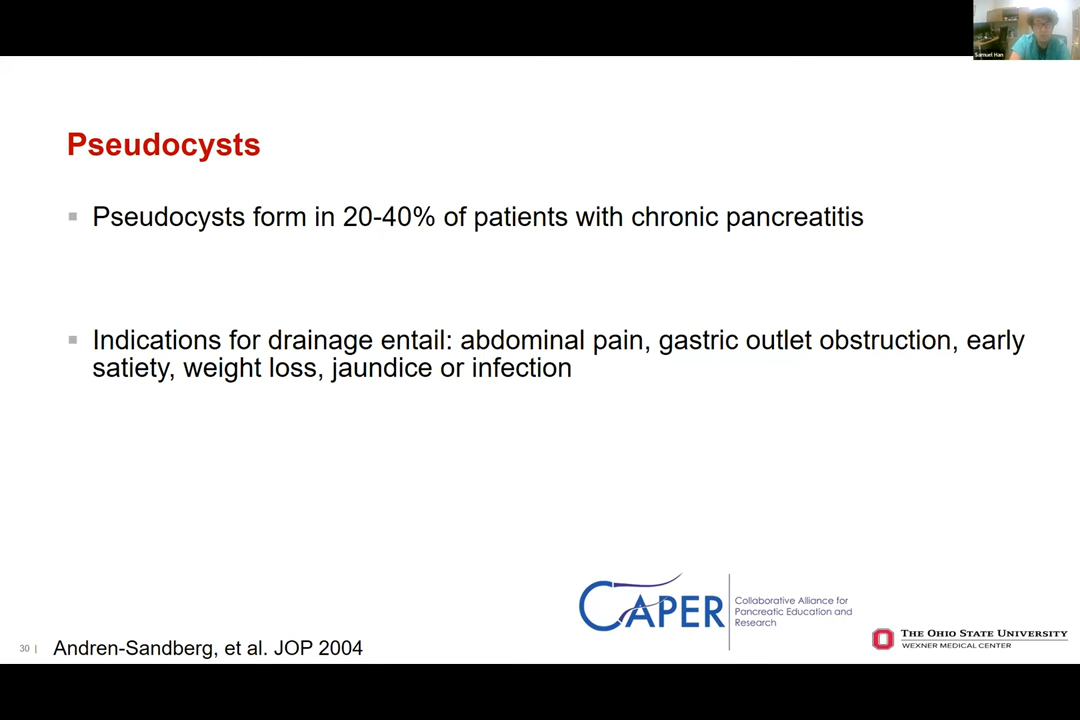 Samuel Han
Pseudocysts
Pseudocysts form in 20-40% of patients with chronic pancreatitis
Indications for drainage entail: abdominal pain, gastric outlet obstruction, early
satiety, weight loss, jaundice or infection
CAPER
Collaborative Alliance for
Pancreatic Education and
Research
THE OHIO STATE UNIVERSITY
WEXNER MEDICAL CENTER
30 |
Andren-Sandberg, et al. JOP 2004